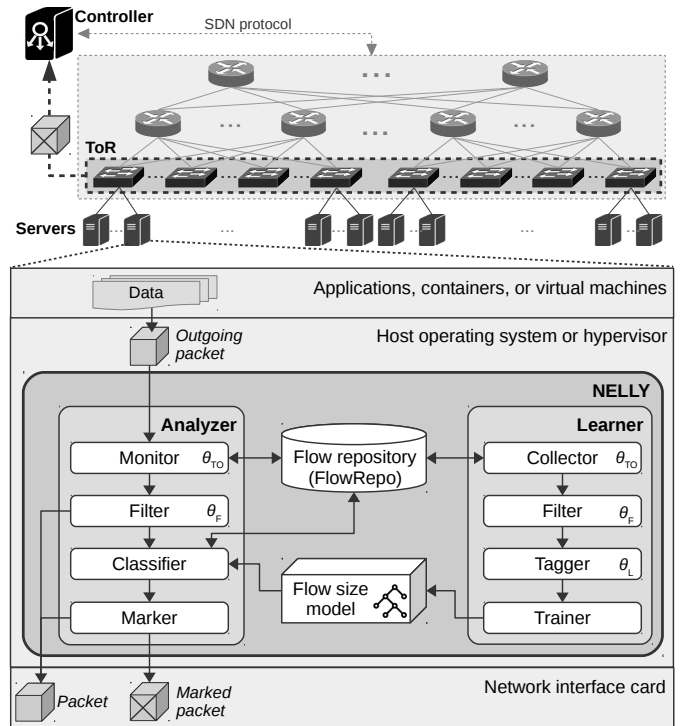 Controller
SDN protocol
...
... ... ...
ToR
Servers
... ... ...
Data
Applications, containers, or virtual machines
Outgoing
packet
Host operating system or hypervisor
NELLY
Analyzer
Learner
Monitor θTO
Flow repository
(FlowRepo)
Collector θTO
Filter θF
Filter θF
Classifier
Flow size
model
Tagger θL
Marker
Trainer
Packet
Marked
packet
Network interface card